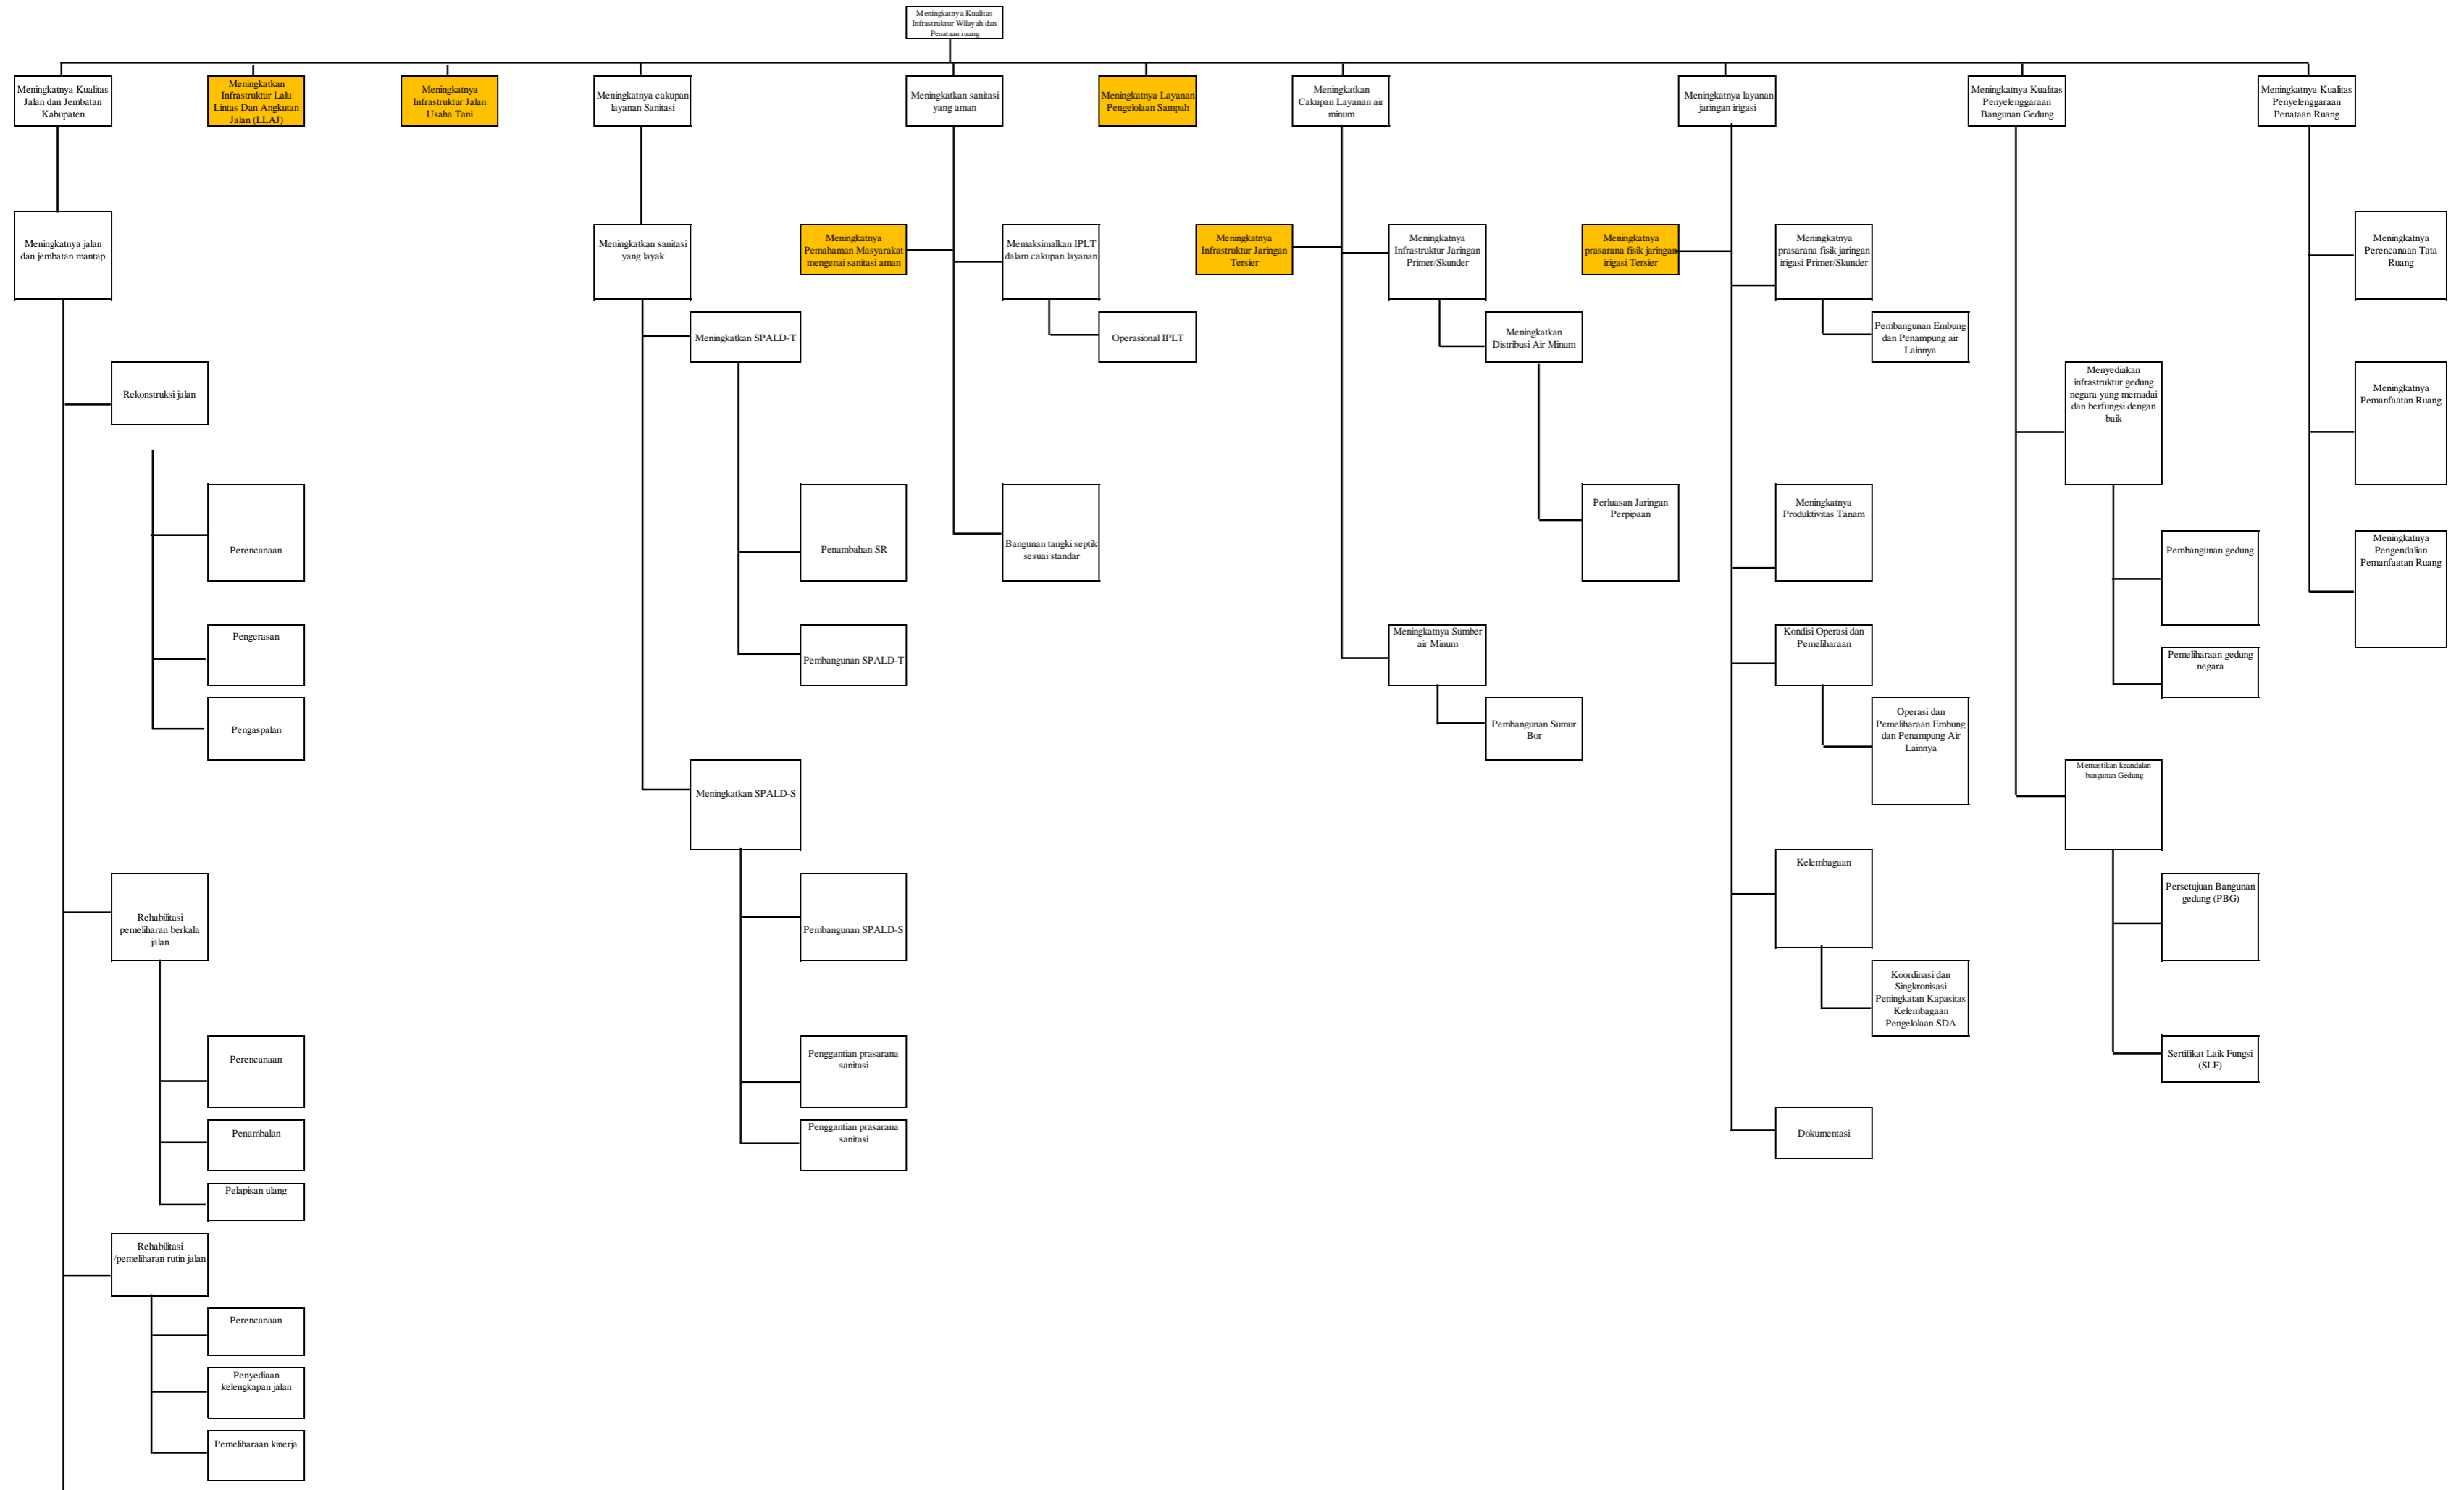 Meningkatnya Kualitas
Infrastruktur Wilayah dan
Penataan ruang
Meningkatnya Kualitas
Jalan dan Jembatan
Kabupaten
Meningkatkan
Infrastruktur Lalu
Lintas Dan Angkutan
Jalan (LLAJ)
Meningkatnya
Infrastruktur Jalan
Usaha Tani
Meningkatnya cakupan
layanan Sanitasi
Meningkatkan sanitasi
yang aman
Meningkatnya Layanan
Pengelolaan Sampah
Meningkatkan
Cakupan Layanan air
minum
Meningkatnya layanan
jaringan irigasi
Meningkatnya Kualitas
Penyelenggaraan
Bangunan Gedung
Meningkatnya Kualitas
Penyelenggaraan
Penataan Ruang
Meningkatnya jalan
dan jembatan mantap
Meningkatkan sanitasi
yang layak
Meningkatnya
Pemahaman Masyarakat
mengenai sanitasi aman
Memaksimalkan IPLT
dalam cakupan layanan
Meningkatnya
Infrastruktur Jaringan
Tersier
Meningkatnya
Infrastruktur Jaringan
Primer/Skunder
Meningkatnya
prasarana fisik jaringan
irigasi Tersier
Meningkatnya
prasarana fisik jaringan
irigasi Primer/Skunder
Meningkatnya
Perencanaan Tata
Ruang
Meningkatkan SPALD-T
Operasional IPLT
Meningkatkan
Distribusi Air Minum
Pembangunan Embung
dan Penampung air
Lainnya
Rekonstruksi jalan
Menyediakan
infrastruktur gedung
negara yang memadai
dan berfungsi dengan
baik
Meningkatnya
Pemanfaatan Ruang
Perencanaan
Penambahan SR
Bangunan tangki septik
sesuai standar
Perluasan Jaringan
Perpipaan
Meningkatnya
Produktivitas Tanam
Pembangunan gedung
Meningkatnya
Pengendalian
Pemanfaatan Ruang
Pengerasan
Pembangunan SPALD-T
Meningkatnya Sumber
air Minum
Kondisi Operasi dan
Pemeliharaan
Pemeliharaan gedung
negara
Pengaspalan
Pembangunan Sumur
Bor
Operasi dan
Pemeliharaan Embung
dan Penampung Air
Lainnya
Meningkatkan SPALD-S
Memastikan keandalan
bangunan Gedung
Kelembagaan
Rehabilitasi
pemeliharan berkala
jalan
Pembangunan SPALD-S
Persetujuan Bangunan
gedung (PBG)
Koordinasi dan
Singkronisasi
Peningkatan Kapasitas
Kelembagaan
Pengelolaan SDA
Perencanaan
Penggantian prasarana
sanitasi
Sertifikat Laik Fungsi
(SLF)
Penambalan
Penggantian prasarana
sanitasi
Dokumentasi
Pelapisan ulang
Rehabilitasi
/pemeliharan rutin jalan
Perencanaan
Penyediaan
kelengkapan jalan
Pemeliharaan kinerja